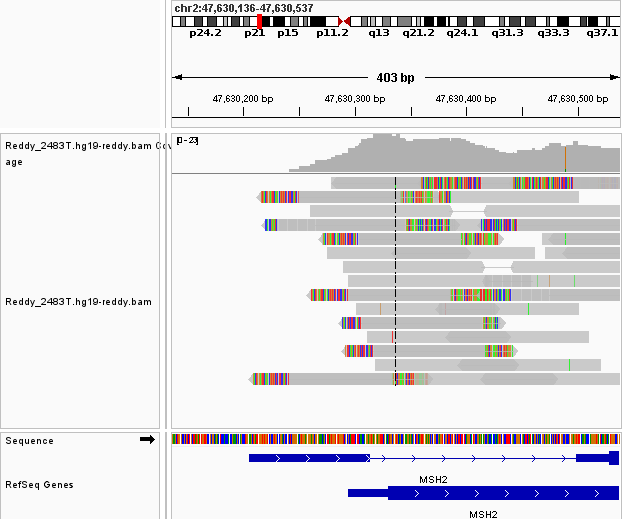 chr2:47,630,136-47,630,537
p24.2 p21 p15 p11.2 q13 q21.2 q24.1 q31.3 q33.3 q37.1
403 bp
47,630,200 bp 47,630,300 bp 47,630,400 bp 47,630,500 bp
Reddy_2483T.hg19-reddy.bam Cov
age
[0-23]
Reddy_2483T.hg19-reddy.bam
Sequence
RefSeq Genes
MSH2
MSH2